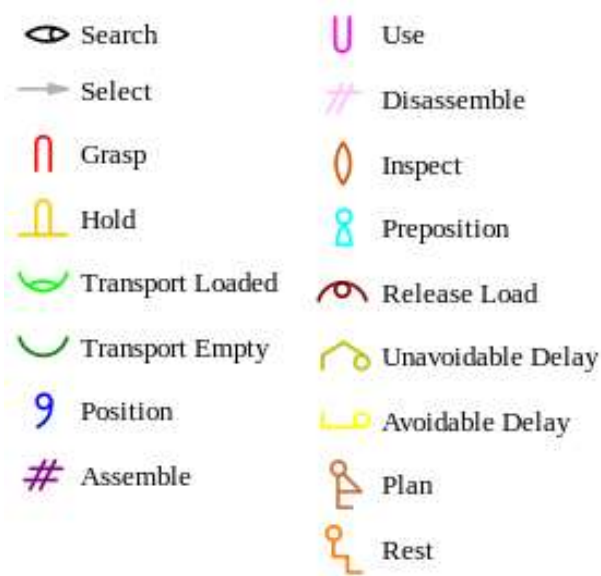 Search
Select
Grasp
Hold
Transport Loaded
Transport Empty
Position
Assemble
Use
Disassemble
Inspect
Preposition
Release Load
Unavoidable Delay
Avoidable Delay
Plan
Rest